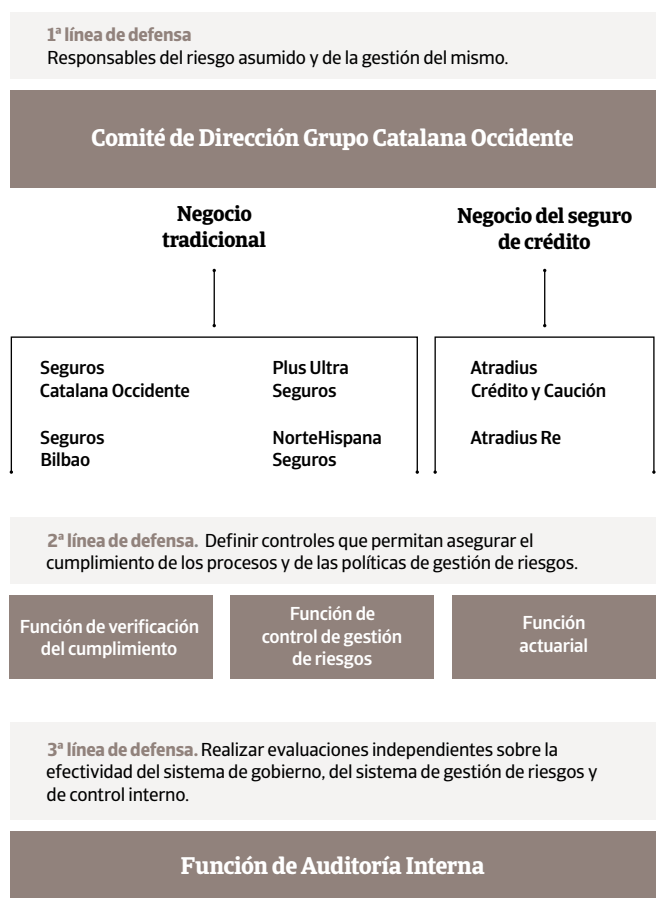 1ª línea de defensa
Responsables del riesgo asumido y de la gestión del mismo.
Comité de Dirección Grupo Catalana Occidente
Negocio
tradicional
Negocio del seguro
de crédito
Seguros
Catalana Occidente
Plus Ultra
Seguros
Seguros
Bilbao
NorteHispana
Seguros
Atradius
Crédito y Caución
Atradius Re
2ª línea de defensa. Definir controles que permitan asegurar el
cumplimiento de los procesos y de las políticas de gestión de riesgos.
Función de verificación
del cumplimiento
Función de
control de gestión
de riesgos
Función
actuarial
3ª línea de defensa. Realizar evaluaciones independientes sobre la
efectividad del sistema de gobierno, del sistema de gestión de riesgos y
de control interno.
Función de Auditoría Interna